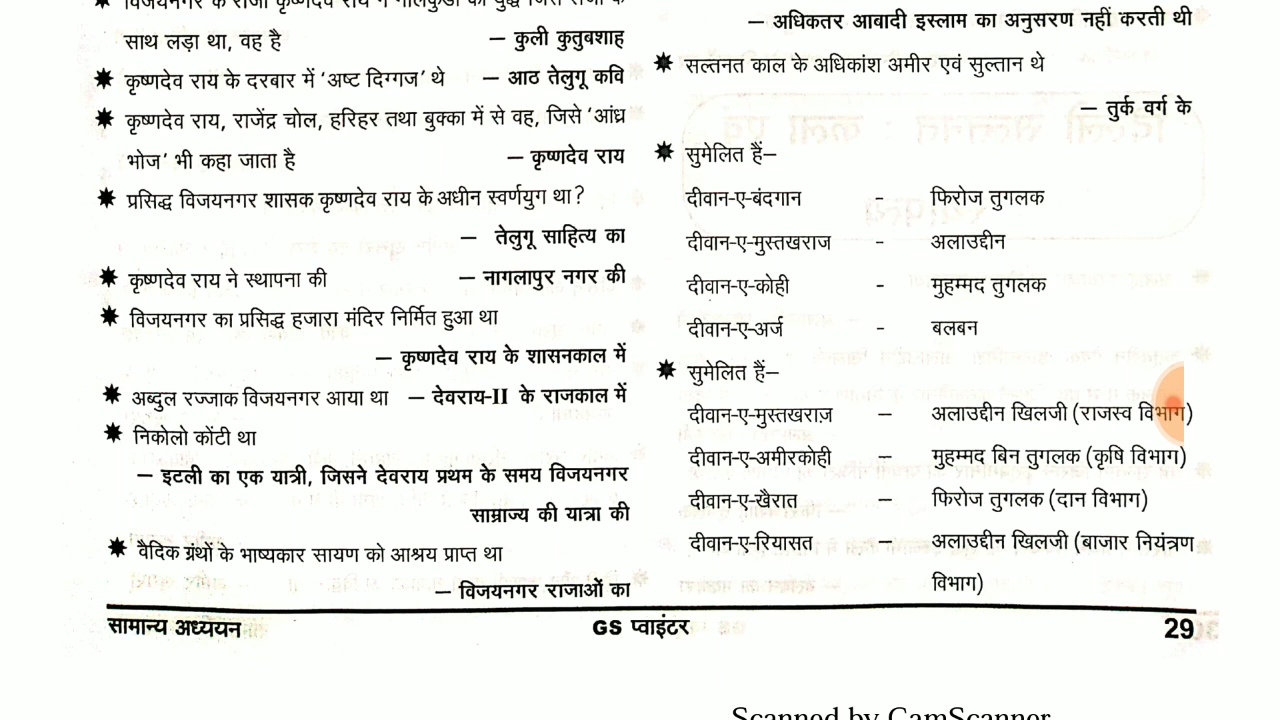 विजयनगर के राजा कृष्णदेव राय ने गोलकुंडा का युद्ध जिस राजा के
साथ लड़ा था, वह है — कुली कुतुबशाह
✷ कृष्णदेव राय के दरबार में 'अष्ट दिग्गज' थे — आठ तेलुगू कवि
✷ कृष्णदेव राय, राजेंद्र चोल, हरिहर तथा बुक्का में से वह, जिसे 'आंध्र
भोज' भी कहा जाता है — कृष्णदेव राय
✷ प्रसिद्ध विजयनगर शासक कृष्णदेव राय के अधीन स्वर्णयुग था?
— तेलुगू साहित्य का
✷ कृष्णदेव राय ने स्थापना की — नागलापुर नगर की
✷ विजयनगर का प्रसिद्ध हजारा मंदिर निर्मित हुआ था
— कृष्णदेव राय के शासनकाल में
✷ अब्दुल रज्जाक विजयनगर आया था — देवराय-II के राजकाल में
✷ निकोलो कोंटी था
— इटली का एक यात्री, जिसने देवराय प्रथम के समय विजयनगर
साम्राज्य की यात्रा की
✷ वैदिक ग्रंथों के भाष्यकार सायण को आश्रय प्राप्त था
— विजयनगर राजाओं का
— अधिकतर आबादी इस्लाम का अनुसरण नहीं करती थी
✷ सल्तनत काल के अधिकांश अमीर एवं सुल्तान थे
— तुर्क वर्ग के
✷ सुमेलित हैं–
दीवान-ए-बंदगान - फिरोज तुगलक
दीवान-ए-मुस्तखराज - अलाउद्दीन
दीवान-ए-कोही - मुहम्मद तुगलक
दीवान-ए-अर्ज - बलबन
✷ सुमेलित हैं–
दीवान-ए-मुस्तखराज़ – अलाउद्दीन खिलजी (राजस्व विभाग)
दीवान-ए-अमीरकोही – मुहम्मद बिन तुगलक (कृषि विभाग)
दीवान-ए-खैरात – फिरोज तुगलक (दान विभाग)
दीवान-ए-रियासत – अलाउद्दीन खिलजी (बाजार नियंत्रण
विभाग)
सामान्य अध्ययन GS प्वाइंटर 29
Scanned by CamScanner